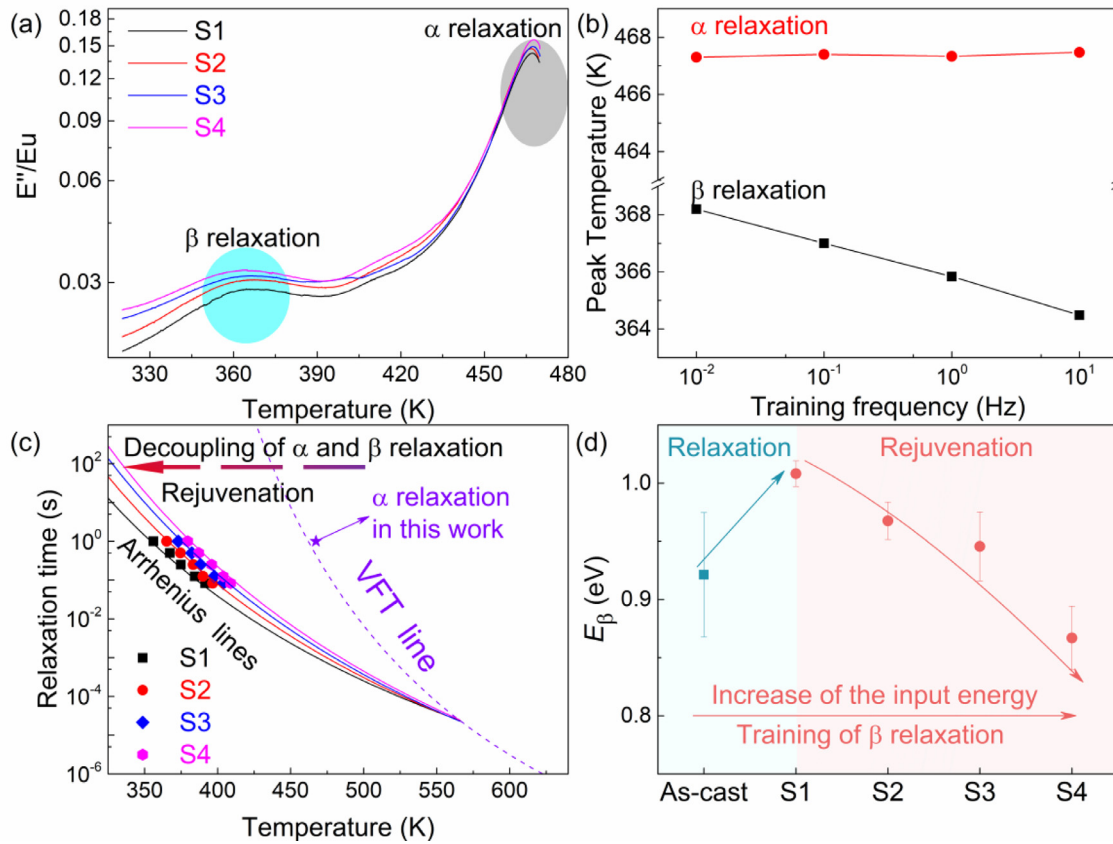 (a)
0.18
0.15
0.12
0.09
0.06
0.03
E"/Eu
S1
S2
S3
S4
α relaxation
β relaxation
330 360 390 420 450 480
Temperature (K)
(b)
468
466
464
368
366
364
Peak Temperature (K)
α relaxation
β relaxation
10⁻² 10⁻¹ 10⁰ 10¹
Training frequency (Hz)
(c)
10²
10⁰
10⁻²
10⁻⁴
10⁻⁶
Relaxation time (s)
Decoupling of α and β relaxation
Rejuvenation
α relaxation
in this work
VFT line
Arrhenius lines
S1
S2
S3
S4
350 400 450 500 550 600
Temperature (K)
(d)
1.0
0.9
0.8
Eβ (eV)
Relaxation
Rejuvenation
Increase of the input energy
Training of β relaxation
As-cast S1 S2 S3 S4